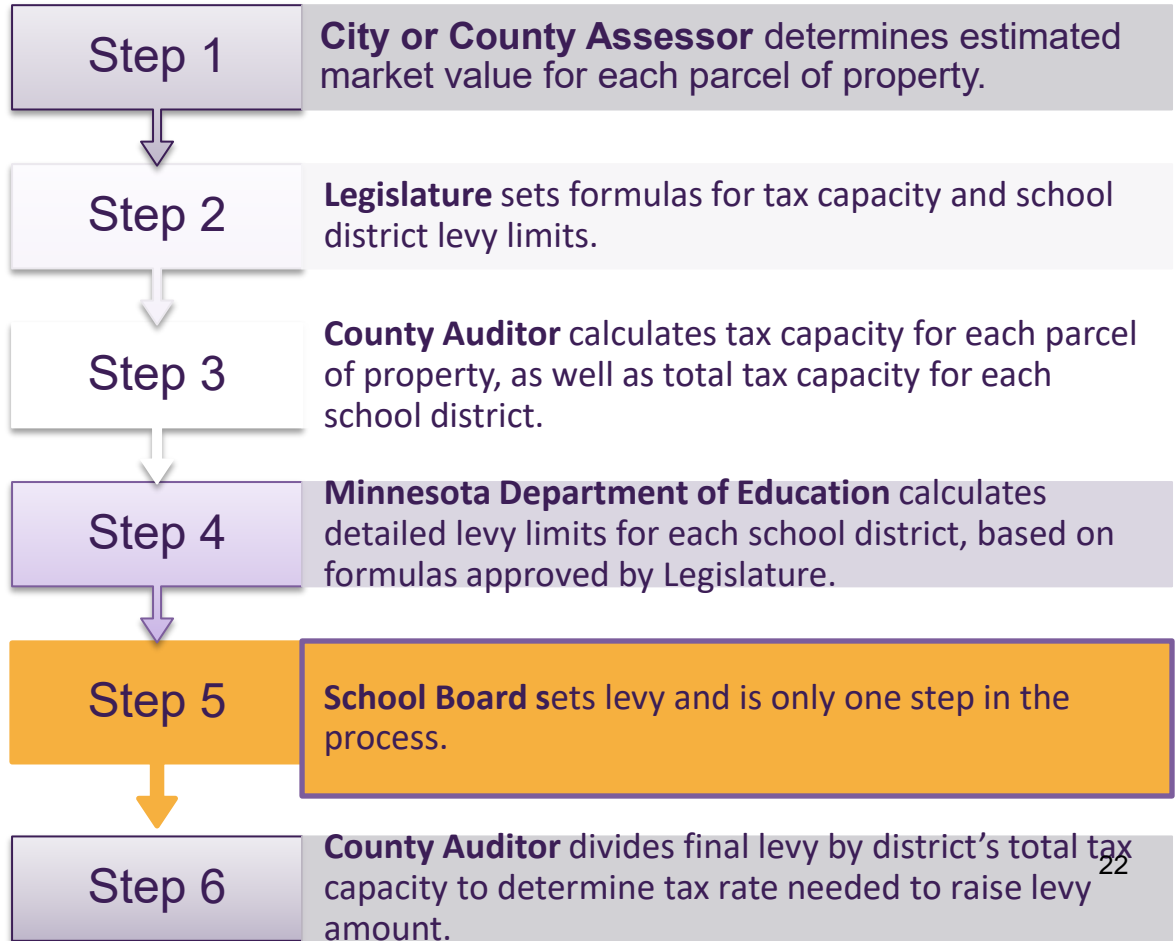 Step 1
City or County Assessor determines estimated
market value for each parcel of property.
Step 2
Legislature sets formulas for tax capacity and school
district levy limits.
Step 3
County Auditor calculates tax capacity for each parcel
of property, as well as total tax capacity for each
school district.
Step 4
Minnesota Department of Education calculates
detailed levy limits for each school district, based on
formulas approved by Legislature.
Step 5
School Board sets levy and is only one step in the
process.
Step 6
County Auditor divides final levy by district’s total tax
capacity to determine tax rate needed to raise levy
amount.
22